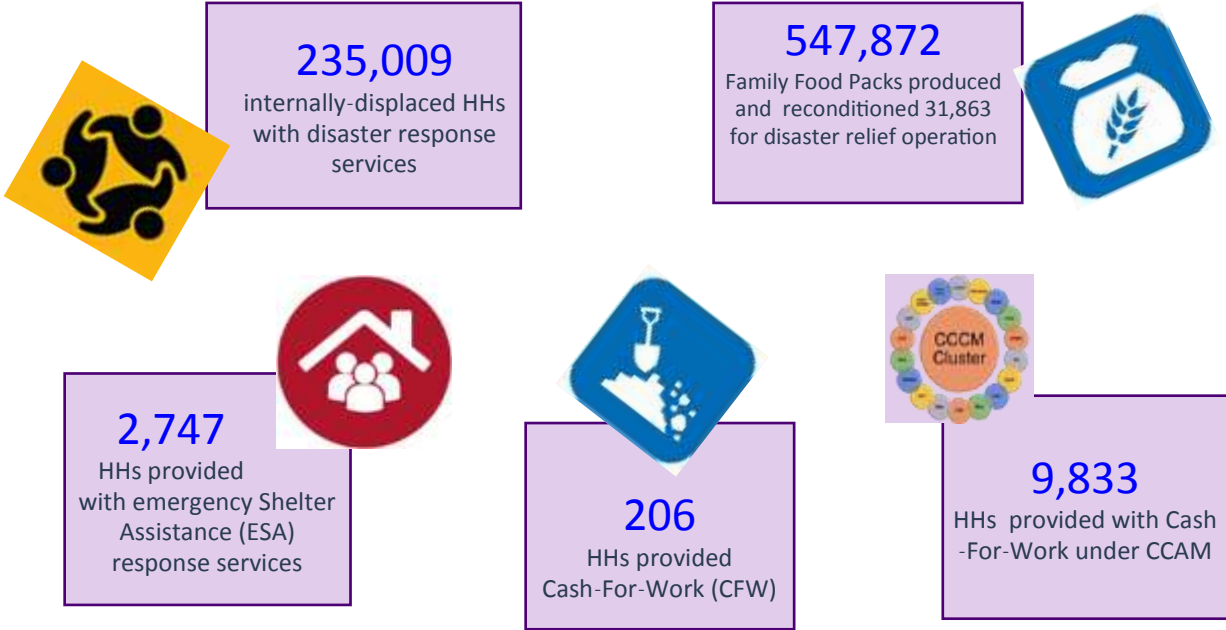 235,009
internally-displaced HHs
with disaster response
services
547,872
Family Food Packs produced
and reconditioned 31,863
for disaster relief operation
2,747
HHs provided
with emergency Shelter
Assistance (ESA)
response services
206
HHs provided
Cash-For-Work (CFW)
CCCM
Cluster
9,833
HHs provided with Cash
-For-Work under CCAM